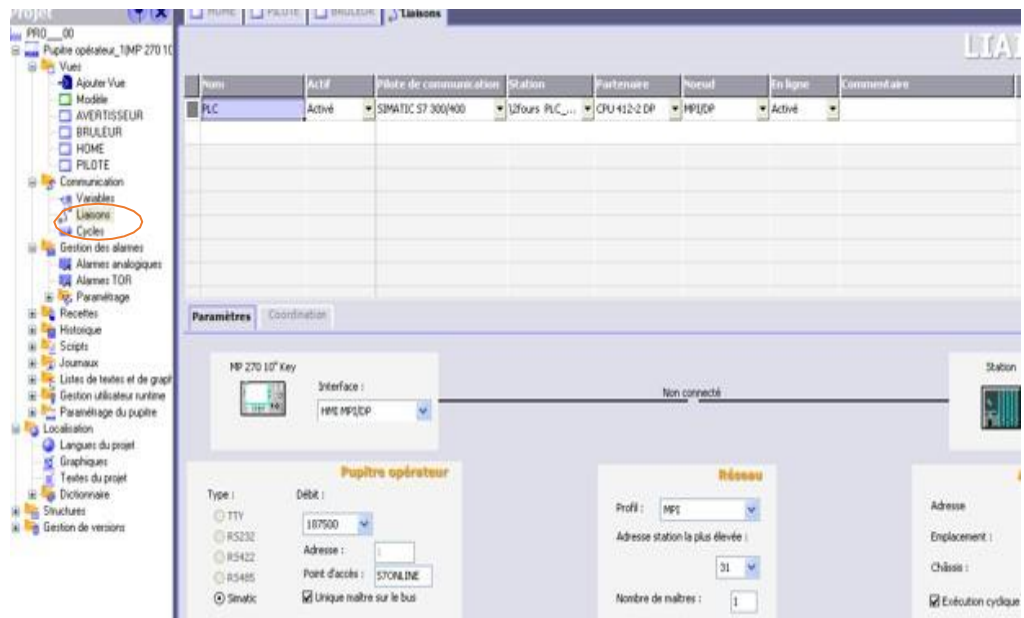 Projet
HOME PILOTE BRULEUR Liaisons
PRO__00
Pupitre opérateur_1(MP 270 10
Vues
Ajouter Vue
Modèle
AVERTISSEUR
BRULEUR
HOME
PILOTE
Communication
Variables
Liaisons
Cycles
Gestion des alarmes
Alarmes analogiques
Alarmes TOR
Paramétrage
Recettes
Historique
Scripts
Journaux
Listes de textes et de graph
Gestion utilisateur runtime
Paramétrage du pupitre
Localisation
Langues du projet
Graphiques
Textes du projet
Dictionnaire
Structures
Gestion de versions
LIAI
Nom Actif Pilote de communication Station Partenaire Noeud En ligne Commentaire
PLC Activé SIMATIC S7 300/400 \2fours PLC_... CPU 412-2 DP MPI/DP Activé
Paramètres Coordination
MP 270 10" Key
Interface :
HMI MPI/DP
Non connecté
Station
Pupitre opérateur
Type :
TTY
RS232
RS422
RS485
Simatic
Débit :
187500
Adresse : 1
Point d'accès : S7ONLINE
Unique maître sur le bus
Réseau
Profil : MPI
Adresse station la plus élevée :
31
Nombre de maîtres : 1
Adresse
Emplacement :
Châssis :
Exécution cyclique